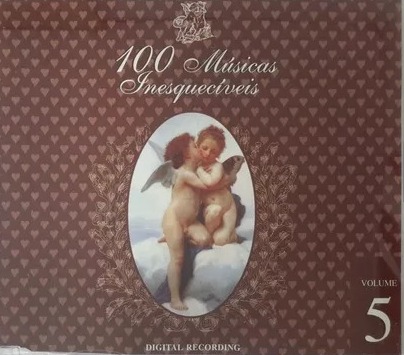 100 Músicas
Inesquecíveis
VOLUME
5
DIGITAL RECORDING